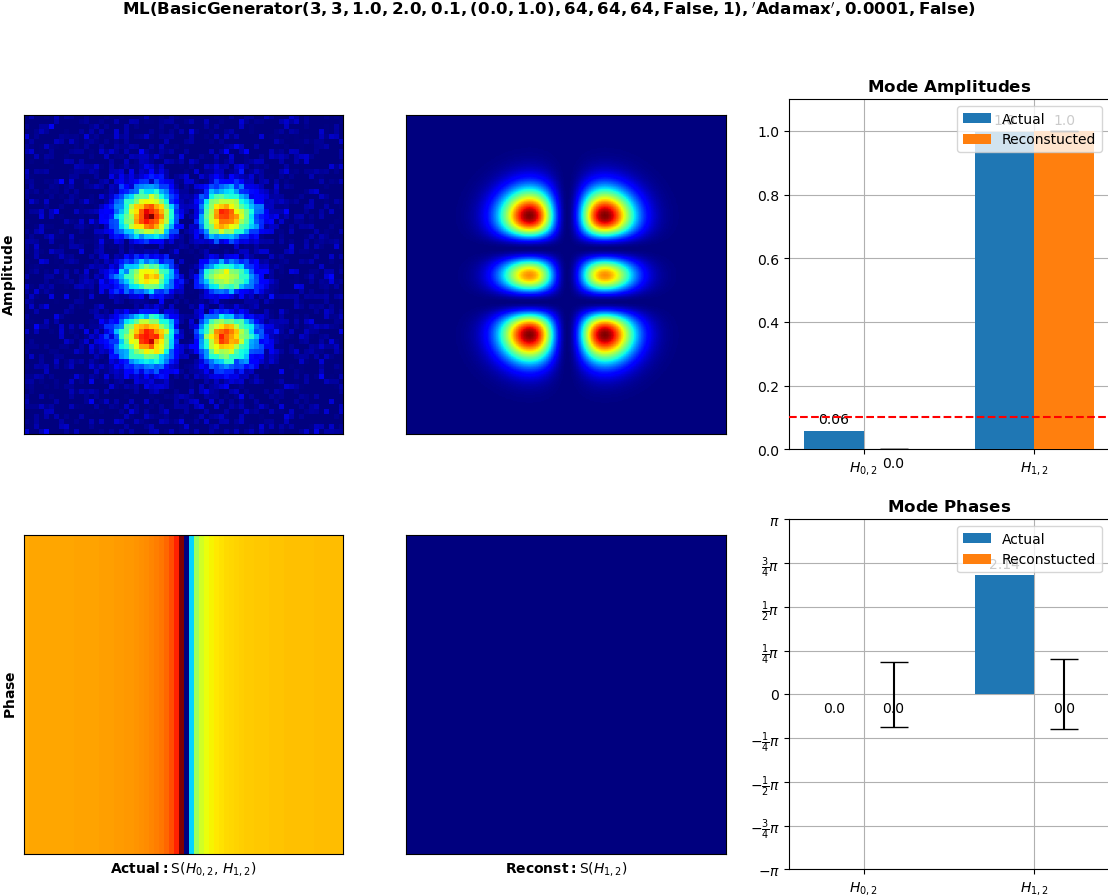 ML(BasicGenerator(3, 3, 1.0, 2.0, 0.1, (0.0, 1.0), 64, 64, 64, False, 1), 'Adamax', 0.0001, False)
Amplitude
Mode Amplitudes
Actual
Reconstucted
1.0
1.0
0.8
0.6
0.4
0.2
0.0
0.06
0.0
H0,2
H1,2
Phase
Actual: S(H0,2, H1,2)
Reconst: S(H1,2)
Mode Phases
Actual
Reconstucted
2.14
π
3/4π
1/2π
1/4π
0
−1/4π
−1/2π
−3/4π
−π
0.0
0.0
0.0
H0,2
H1,2